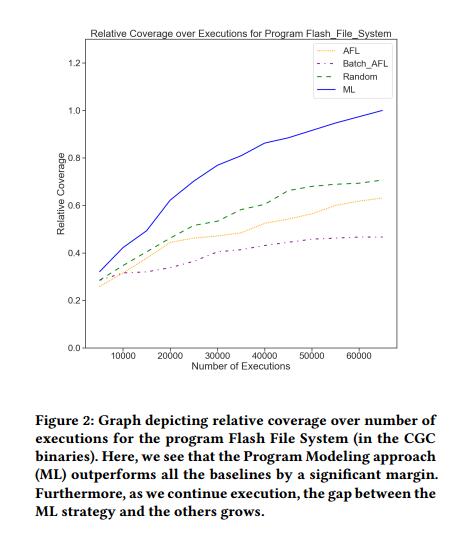 Relative Coverage over Executions for Program Flash_File_System
AFL
Batch_AFL
Random
ML
1.2
1.0
0.8
0.6
0.4
0.2
0.0
Relative Coverage
10000 20000 30000 40000 50000 60000
Number of Executions
Figure 2: Graph depicting relative coverage over number of
executions for the program Flash File System (in the CGC
binaries). Here, we see that the Program Modeling approach
(ML) outperforms all the baselines by a significant margin.
Furthermore, as we continue execution, the gap between the
ML strategy and the others grows.